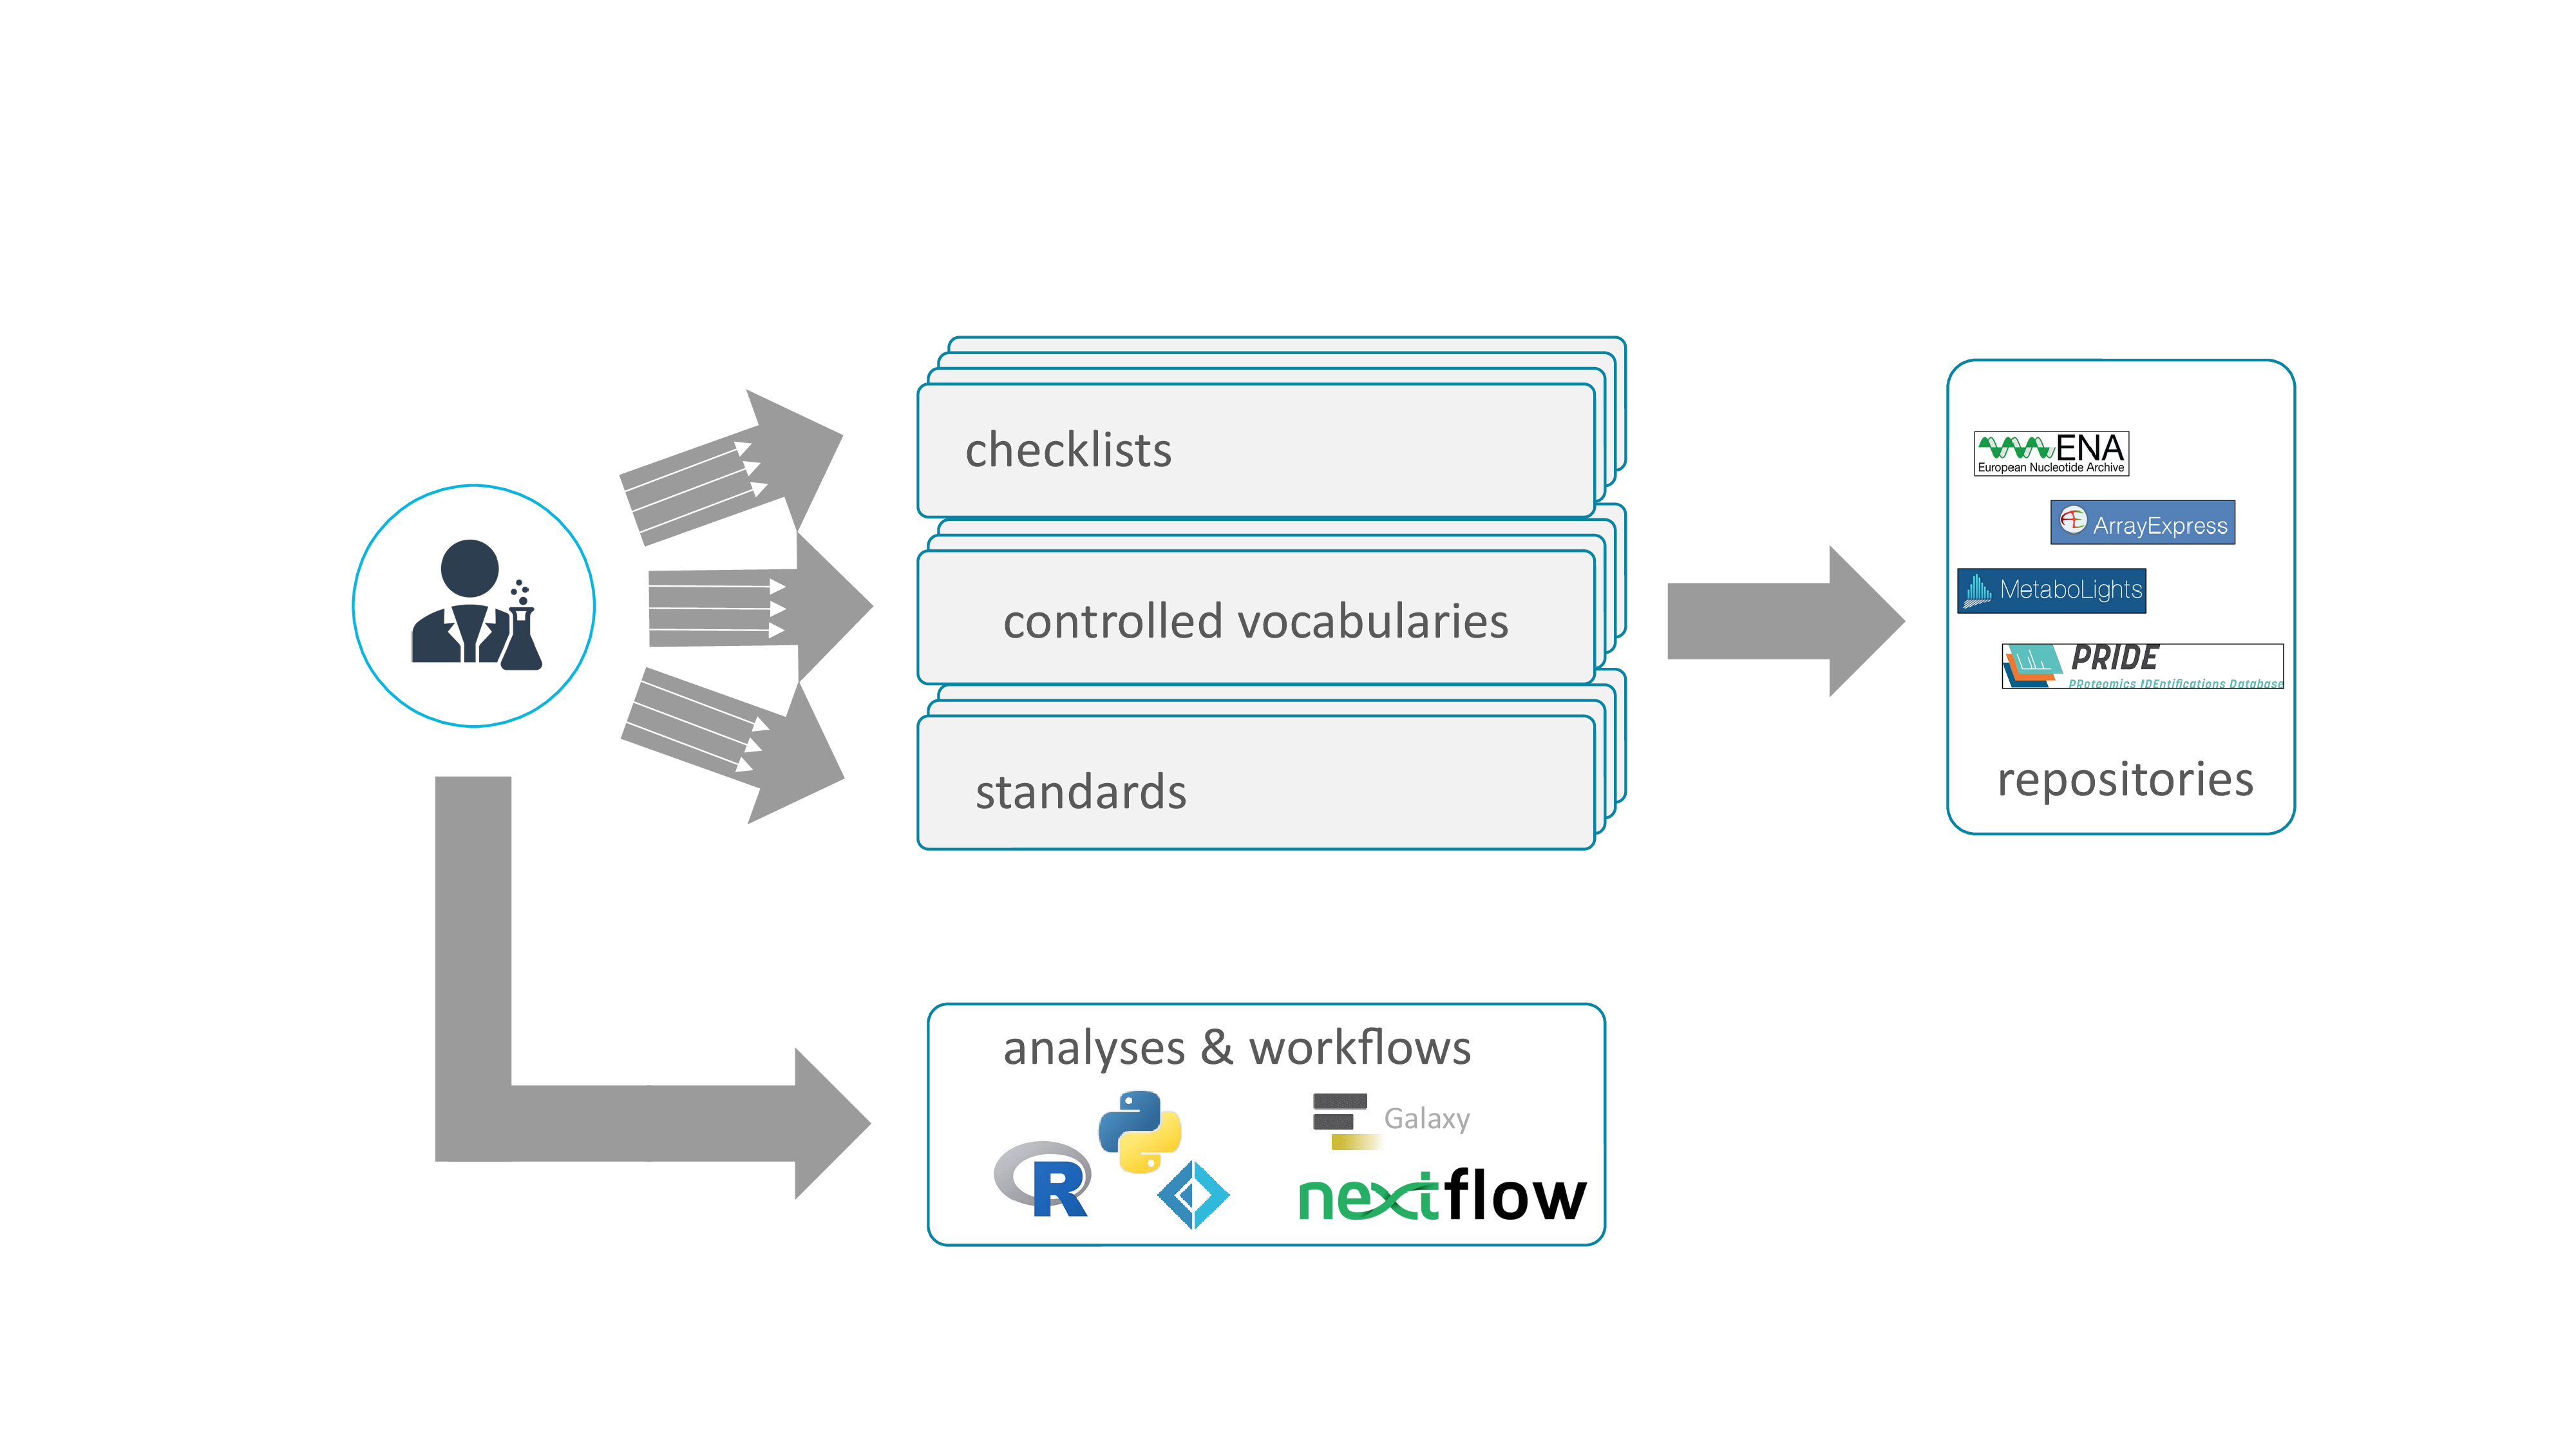 checklists
controlled vocabularies
standards
ENA
European Nucleotide Archive
ArrayExpress
MetaboLights
PRIDE
PRoteomics IDEntifications Database
repositories
analyses & workflows
Galaxy
R
nextflow